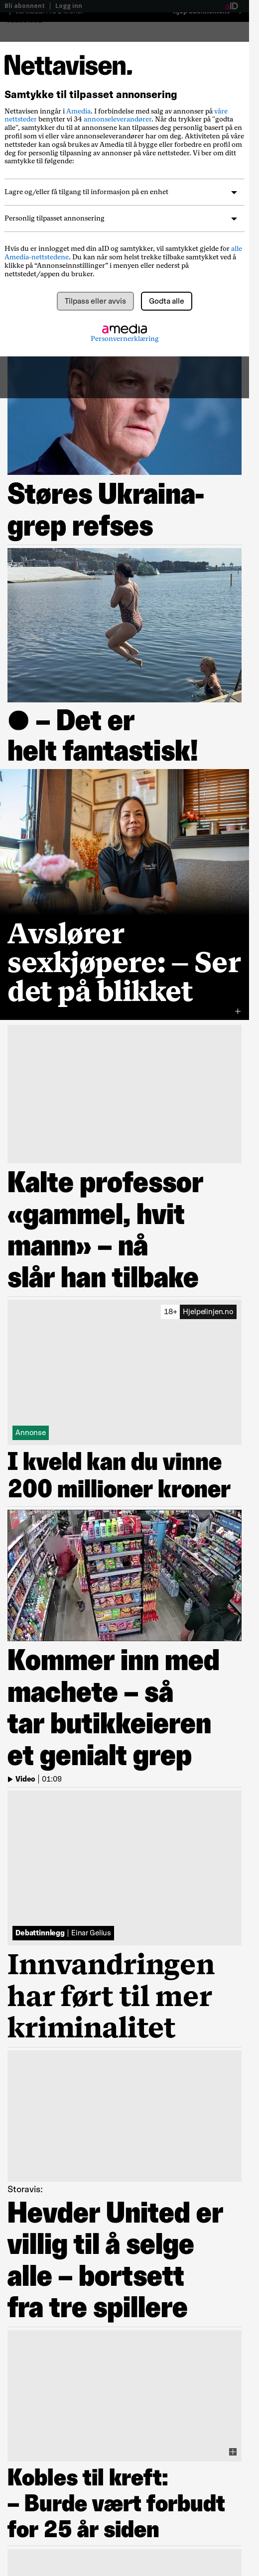 Bli abonnent | Logg inn
aID
Nettavisen.
Samtykke til tilpasset annonsering
Nettavisen inngår i Amedia. I forbindelse med salg av annonser på våre
nettsteder benytter vi 34 annonseleverandører. Når du trykker på "godta
alle", samtykker du til at annonsene kan tilpasses deg personlig basert på en
profil som vi eller våre annonseleverandører har om deg. Aktiviteten på våre
nettsteder kan også brukes av Amedia til å bygge eller forbedre en profil om
deg for personlig tilpasning av annonser på våre nettsteder. Vi ber om ditt
samtykke til følgende:
Lagre og/eller få tilgang til informasjon på en enhet
Personlig tilpasset annonsering
Hvis du er innlogget med din aID og samtykker, vil samtykket gjelde for alle
Amedia-nettstedene. Du kan når som helst trekke tilbake samtykket ved å
klikke på “Annonseinnstillinger” i menyen eller nederst på
nettstedet/appen du bruker.
Tilpass eller avvis
Godta alle
amedia
Personvernerklæring
Støres Ukraina-
grep refses
● – Det er
helt fantastisk!
Avslører
sexkjøpere: – Ser
det på blikket
+
Kalte professor
«gammel, hvit
mann» – nå
slår han tilbake
18+ Hjelpelinjen.no
Annonse
I kveld kan du vinne
200 millioner kroner
Kommer inn med
machete – så
tar butikkeieren
et genialt grep
Video | 01:09
Debattinnlegg | Einar Gelius
Innvandringen
har ført til mer
kriminalitet
Storavis:
Hevder United er
villig til å selge
alle – bortsett
fra tre spillere
Kobles til kreft:
– Burde vært forbudt
for 25 år siden